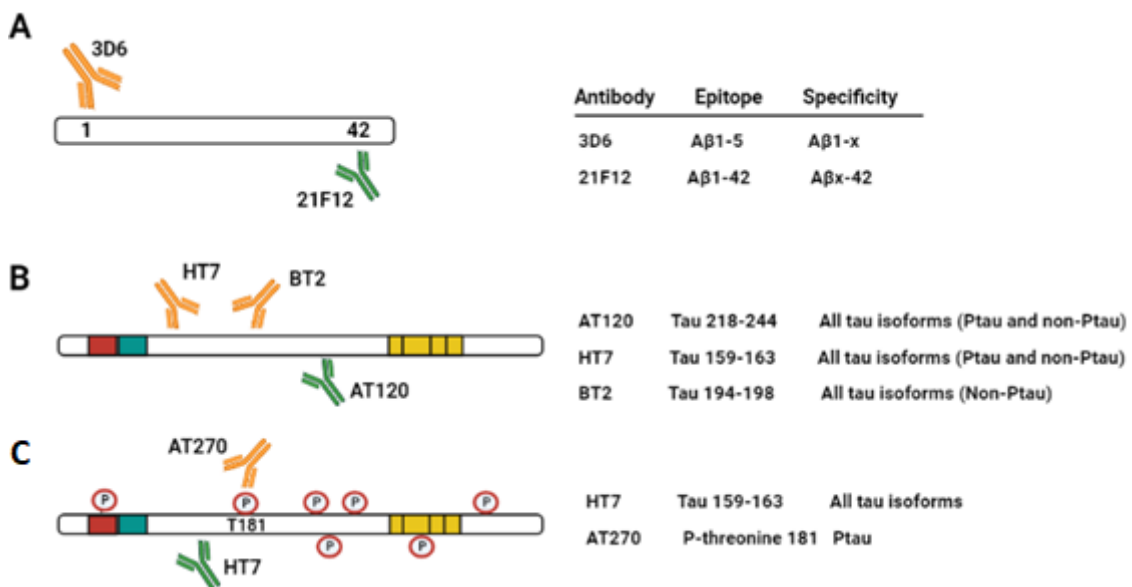 A
3D6
1 42
21F12
Antibody Epitope Specificity
3D6 Aβ1-5 Aβ1-x
21F12 Aβ1-42 Aβx-42
B
HT7 BT2
AT120
AT120 Tau 218-244 All tau isoforms (Ptau and non-Ptau)
HT7 Tau 159-163 All tau isoforms (Ptau and non-Ptau)
BT2 Tau 194-198 All tau isoforms (Non-Ptau)
C
AT270
P P P P P
T181
P P
HT7
HT7 Tau 159-163 All tau isoforms
AT270 P-threonine 181 Ptau